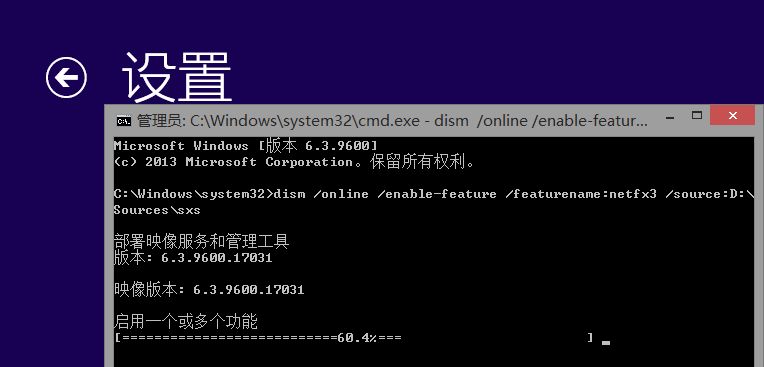 设置
管理员: C:\Windows\system32\cmd.exe - dism  /online /enable-featur...
Microsoft Windows [版本 6.3.9600]
(c) 2013 Microsoft Corporation。保留所有权利。
C:\Windows\system32>dism /online /enable-feature /featurename:netfx3 /source:D:\
Sources\sxs
部署映像服务和管理工具
版本: 6.3.9600.17031
映像版本: 6.3.9600.17031
启用一个或多个功能
[===========================60.4%===                       ] _